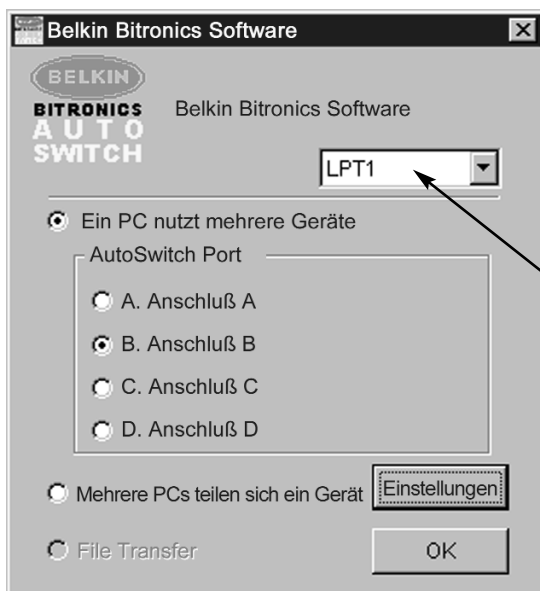 Belkin Bitronics Software
BELKIN
BITRONICS
AUTO
SWITCH
Belkin Bitronics Software
LPT1
Ein PC nutzt mehrere Geräte
AutoSwitch Port
A. Anschluß A
B. Anschluß B
C. Anschluß C
D. Anschluß D
Mehrere PCs teilen sich ein Gerät
Einstellungen
File Transfer
OK